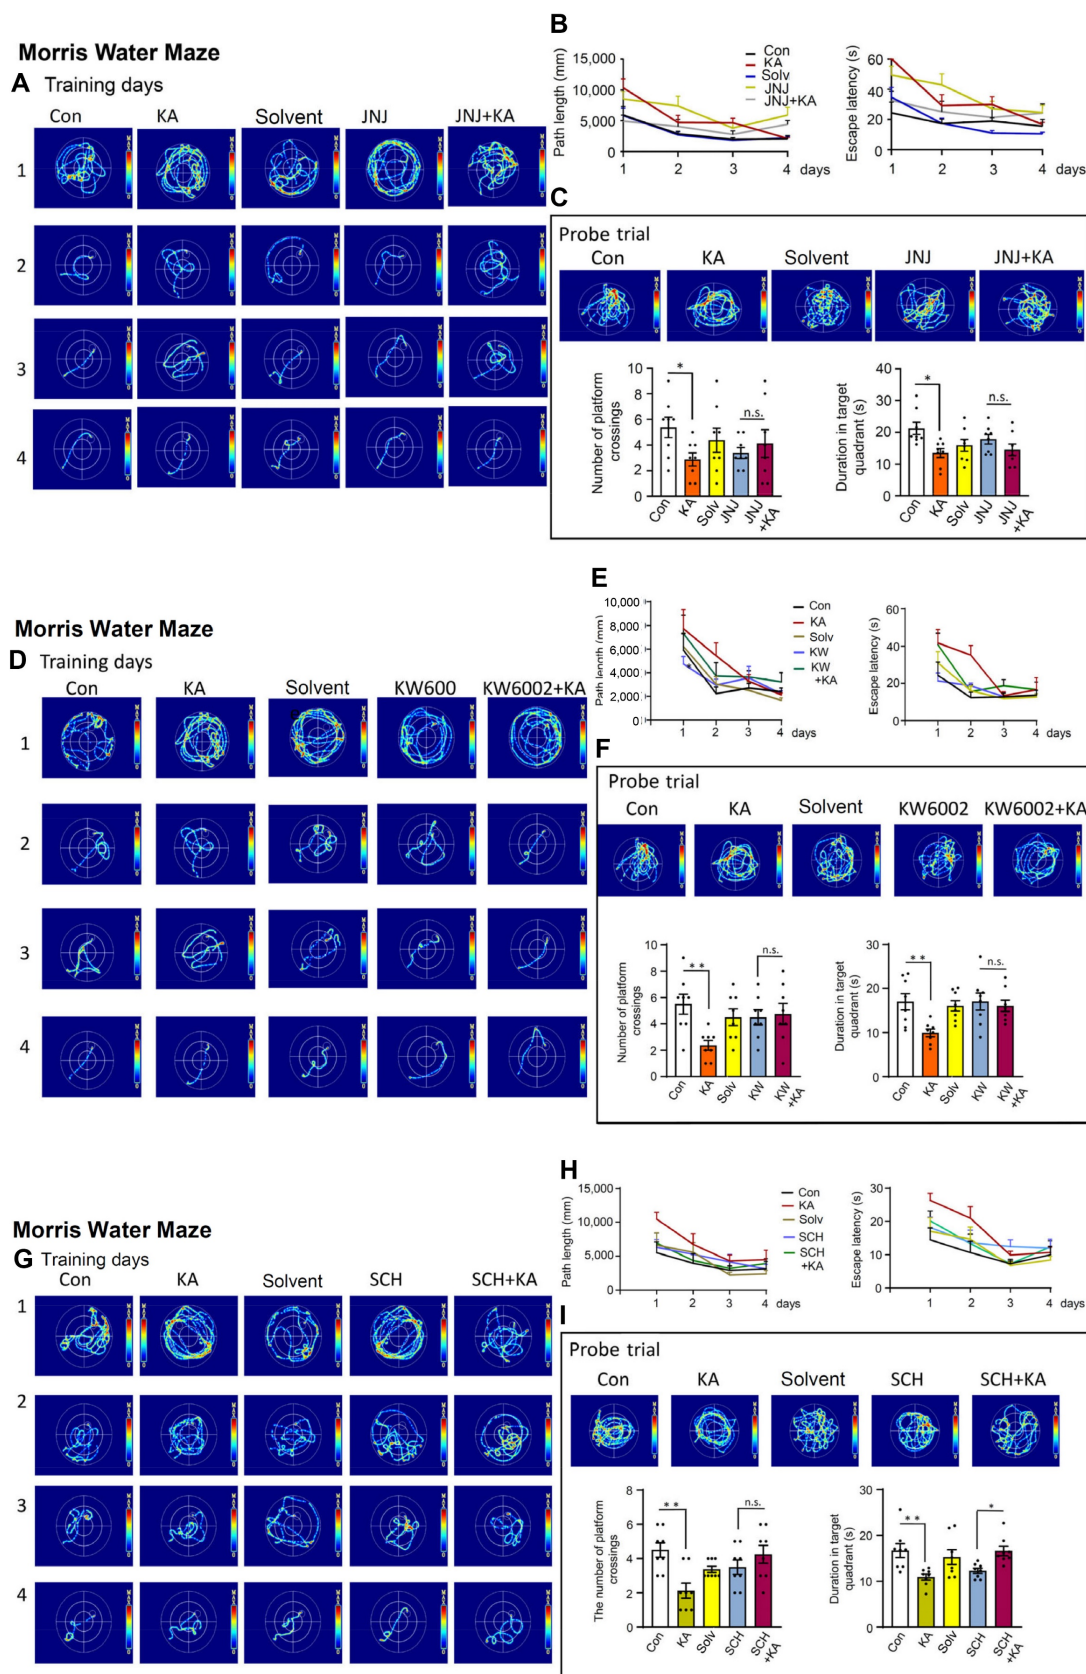 Morris Water Maze
A Training days
Con KA Solvent JNJ JNJ+KA
1
2
3
4
B
Path length (mm)
15,000
10,000
5,000
0
1 2 3 4 days
Con
KA
Solv
JNJ
JNJ+KA
Escape latency (s)
60
40
20
0
1 2 3 4 days
C
Probe trial
Con KA Solvent JNJ JNJ+KA
Number of platform
crossings
10
8
6
4
2
0
*
n.s.
Con KA Solv JNJ JNJ
+KA
Duration in target
quadrant (s)
40
30
20
10
0
*
n.s.
Con KA Solv JNJ JNJ
+KA
Morris Water Maze
D Training days
Con KA Solvent KW600 KW6002+KA
1
2
3
4
E
Path length (mm)
10,000
8,000
6,000
4,000
2,000
0
1 2 3 4 days
Con
KA
Solv
KW
KW
+KA
Escape latency (s)
60
40
20
0
1 2 3 4 days
F
Probe trial
Con KA Solvent KW6002 KW6002+KA
Number of platform
crossings
10
8
6
4
2
0
**
n.s.
Con KA Solv KW KW
+KA
Duration in target
quadrant (s)
30
20
10
0
**
n.s.
Con KA Solv KW KW
+KA
Morris Water Maze
G Training days
Con KA Solvent SCH SCH+KA
1
2
3
4
H
Path length (mm)
15,000
10,000
5,000
0
1 2 3 4 days
Con
KA
Solv
SCH
SCH
+KA
Escape latency (s)
30
20
10
0
1 2 3 4 days
I
Probe trial
Con KA Solvent SCH SCH+KA
The number of platform
crossings
8
6
4
2
0
**
n.s.
Con KA Solv SCH SCH
+KA
Duration in target
quadrant (s)
30
20
10
0
**
*
Con KA Solv SCH SCH
+KA